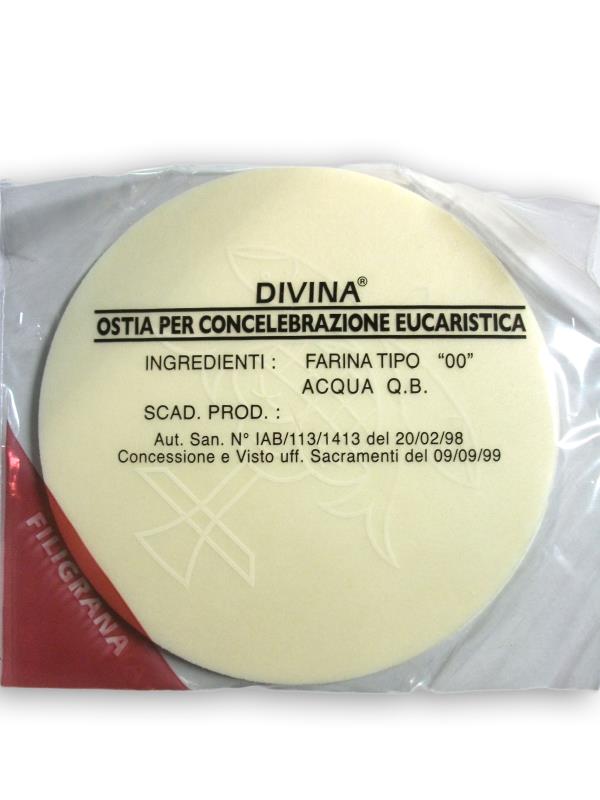 DIVINA®
OSTIA PER CONCELEBRAZIONE EUCARISTICA
INGREDIENTI : FARINA TIPO "00"
ACQUA Q.B.
SCAD. PROD. :
Aut. San. N° IAB/113/1413 del 20/02/98
Concessione e Visto uff. Sacramenti del 09/09/99
FILIGRANA